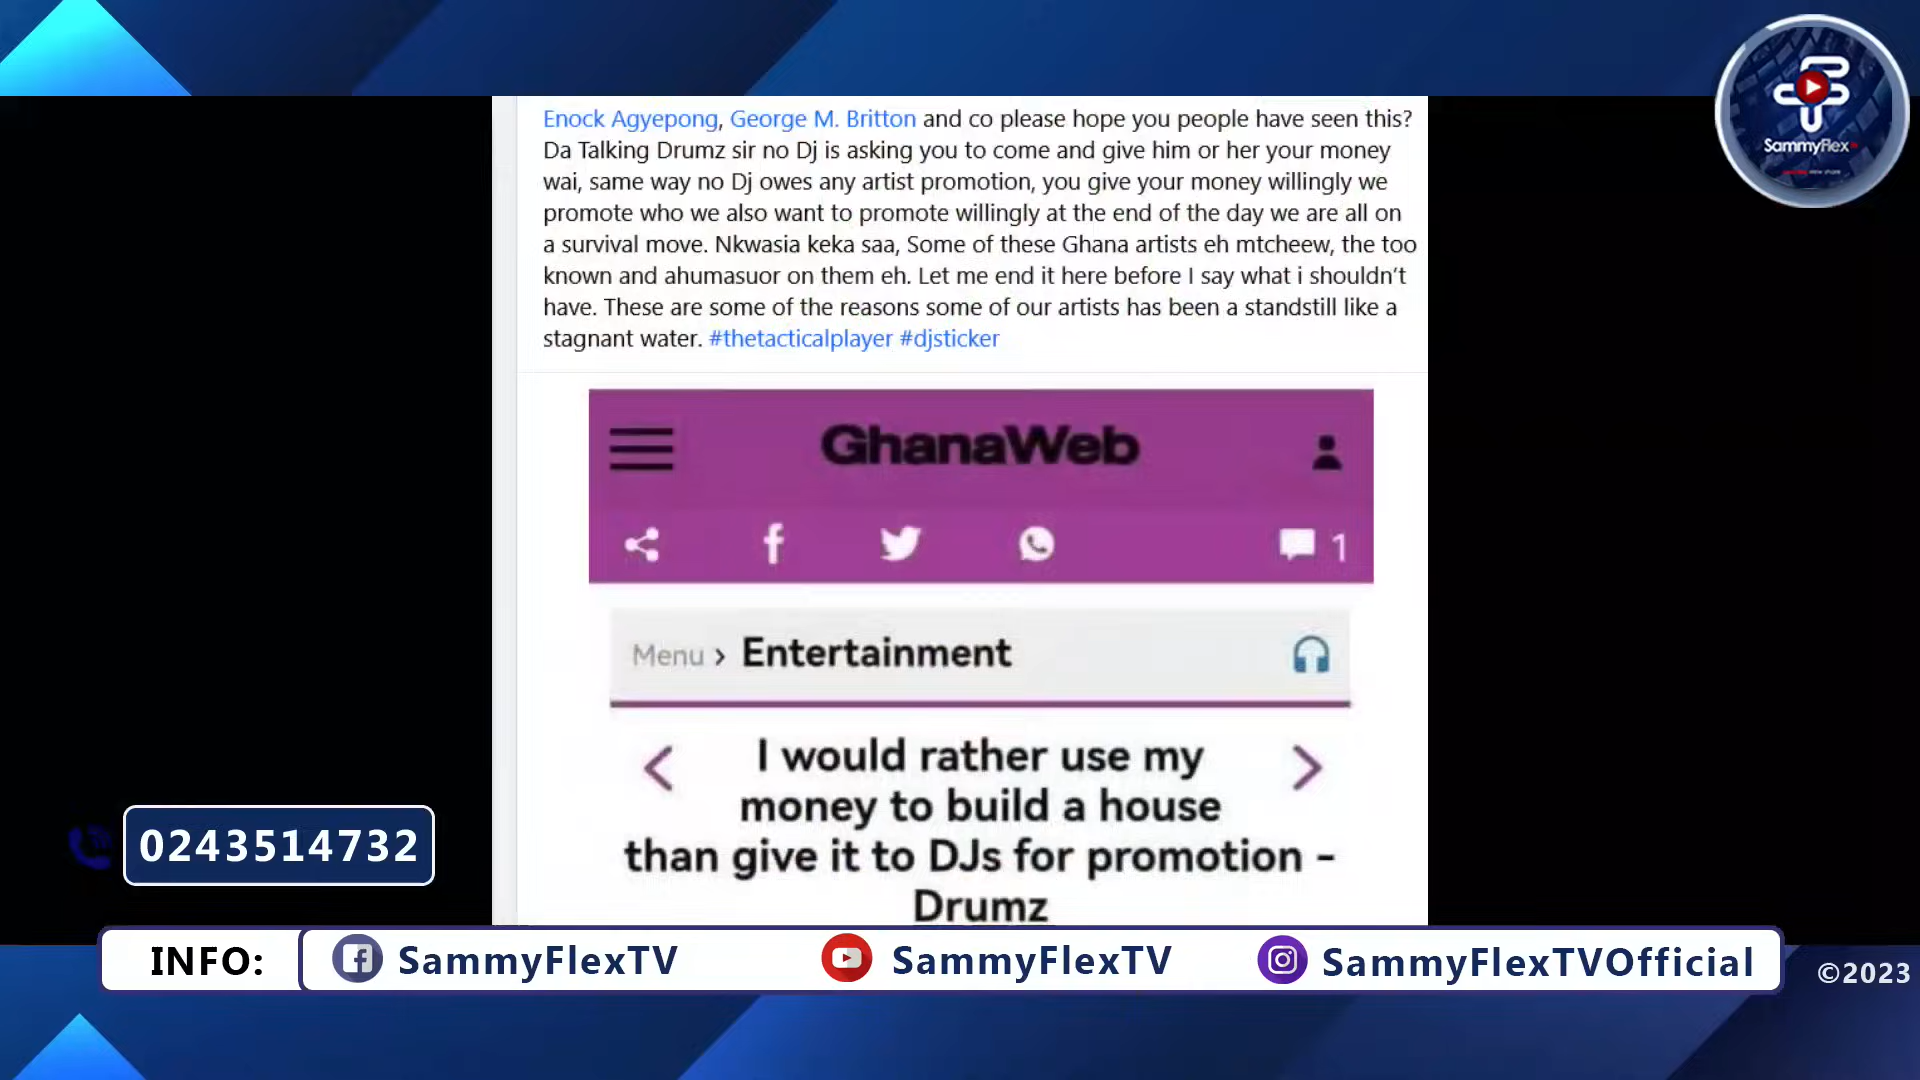 Enock Agyepong, George M. Britton and co please hope you people have seen this?
Da Talking Drumz sir no Dj is asking you to come and give him or her your money
wai, same way no Dj owes any artist promotion, you give your money willingly we
promote who we also want to promote willingly at the end of the day we are all on
a survival move. Nkwasia keka saa, Some of these Ghana artists eh mtcheew, the too
known and ahumasuor on them eh. Let me end it here before I say what i shouldn't
have. These are some of the reasons some of our artists has been a standstill like a
stagnant water. #thetacticalplayer #djsticker
SammyFlex
GhanaWeb
1
Menu › Entertainment
I would rather use my
money to build a house
than give it to DJs for promotion -
Drumz
0243514732
INFO: SammyFlexTV SammyFlexTV SammyFlexTVOfficial
©2023